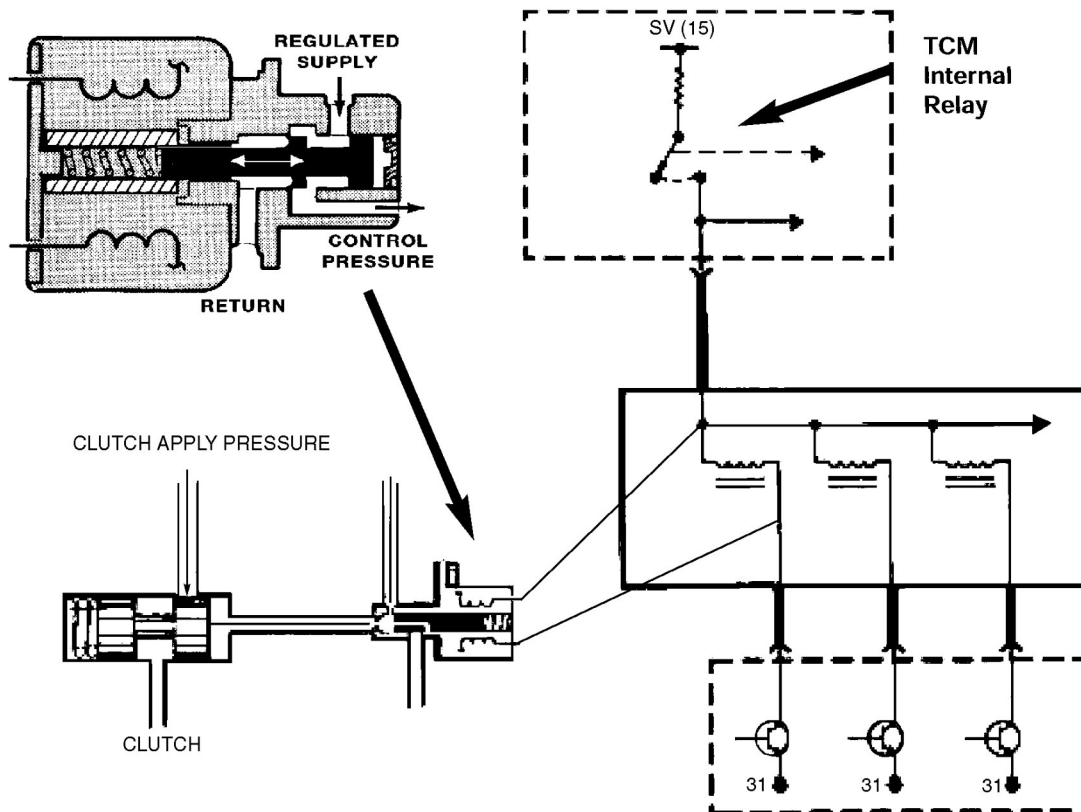 REGULATED
SUPPLY
CONTROL
PRESSURE
RETURN
SV (15)
TCM
Internal
Relay
CLUTCH APPLY PRESSURE
CLUTCH
31
31
31